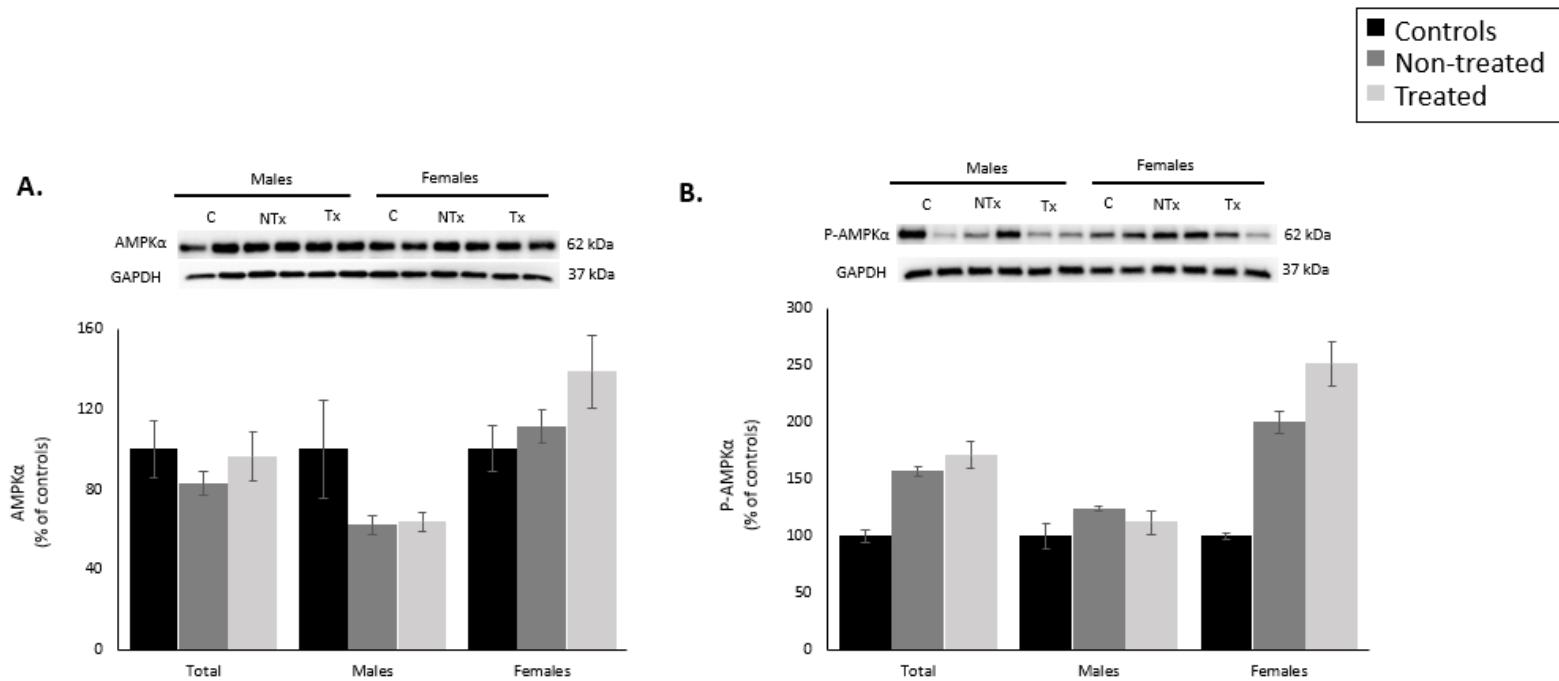 Controls
Non-treated
Treated
A.
Males Females
C NTx Tx C NTx Tx
AMPKα 62 kDa
GAPDH 37 kDa
160
120
80
40
0
AMPKα
(% of controls)
Total Males Females
B.
Males Females
C NTx Tx C NTx Tx
P-AMPKα 62 kDa
GAPDH 37 kDa
300
250
200
150
100
50
0
P-AMPKα
(% of controls)
Total Males Females